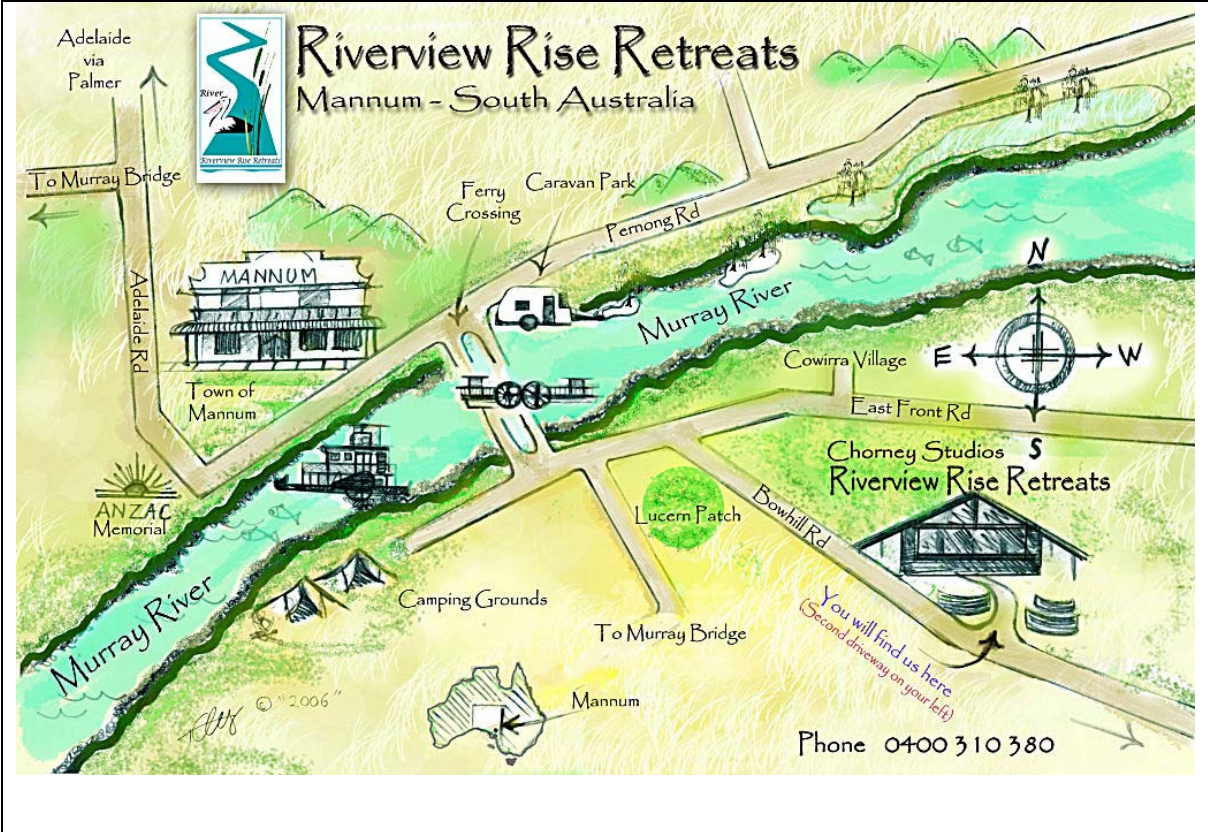 Adelaide
via
Palmer
River
Riverview Rise Retreats
Riverview Rise Retreats
Mannum - South Australia
To Murray Bridge
Ferry
Crossing
Caravan Park
Pernong Rd
MANNUM
Adelaide Rd
Murray River
N
E
W
S
Cowirra Village
East Front Rd
Town of
Mannum
Chorney Studios
Riverview Rise Retreats
ANZAC
Memorial
Lucern Patch
Bowhill Rd
Murray River
Camping Grounds
To Murray Bridge
You will find us here
(Second driveway on your left)
Mannum
© "2006"
Phone 0400 310 380